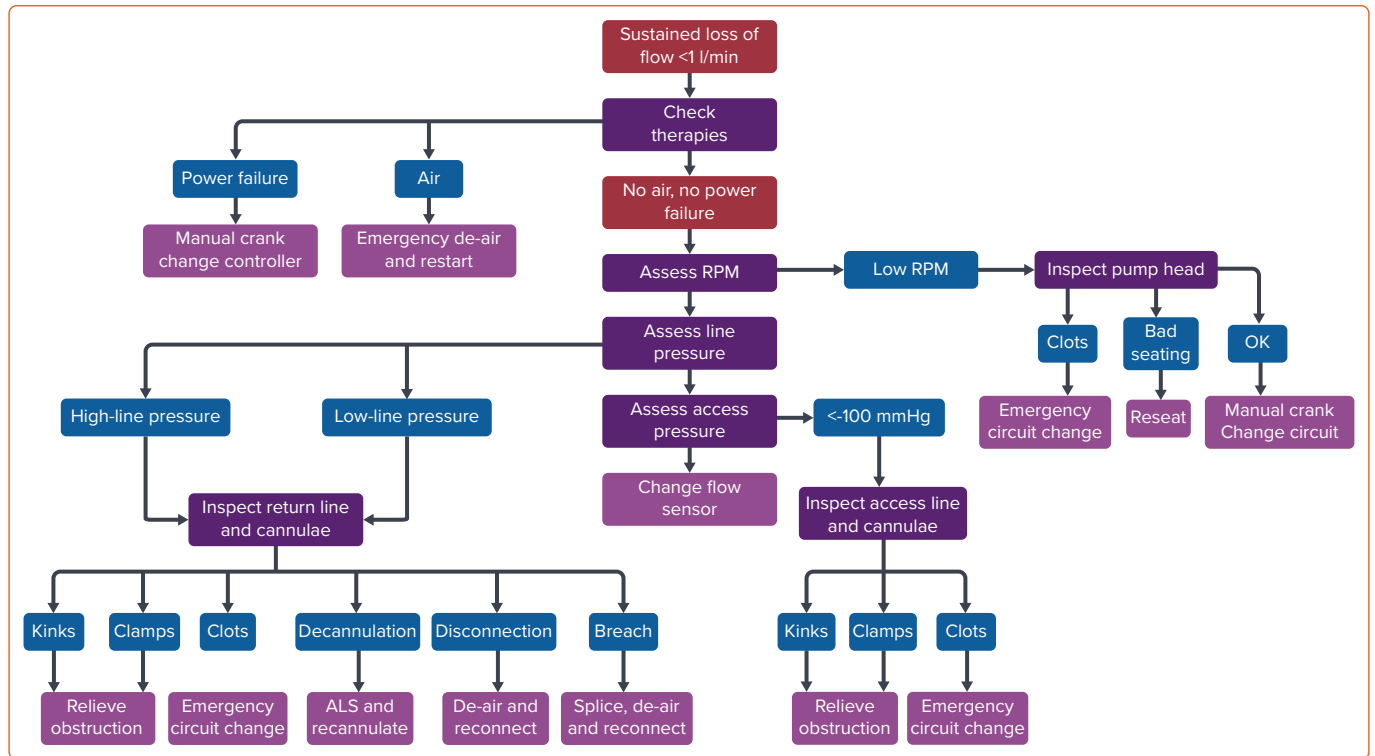 Sustained loss of
flow <1 l/min
Check
therapies
Power failure
Air
No air, no power
failure
Manual crank
change controller
Emergency de-air
and restart
Assess RPM
Low RPM
Inspect pump head
Assess line
pressure
Clots
Bad
seating
OK
High-line pressure
Low-line pressure
Assess access
pressure
<-100 mmHg
Emergency
circuit change
Reseat
Manual crank
Change circuit
Change flow
sensor
Inspect return line
and cannulae
Inspect access line
and cannulae
Kinks
Clamps
Clots
Decannulation
Disconnection
Breach
Kinks
Clamps
Clots
Relieve
obstruction
Emergency
circuit change
ALS and
recannulate
De-air and
reconnect
Splice, de-air
and reconnect
Relieve
obstruction
Emergency
circuit change